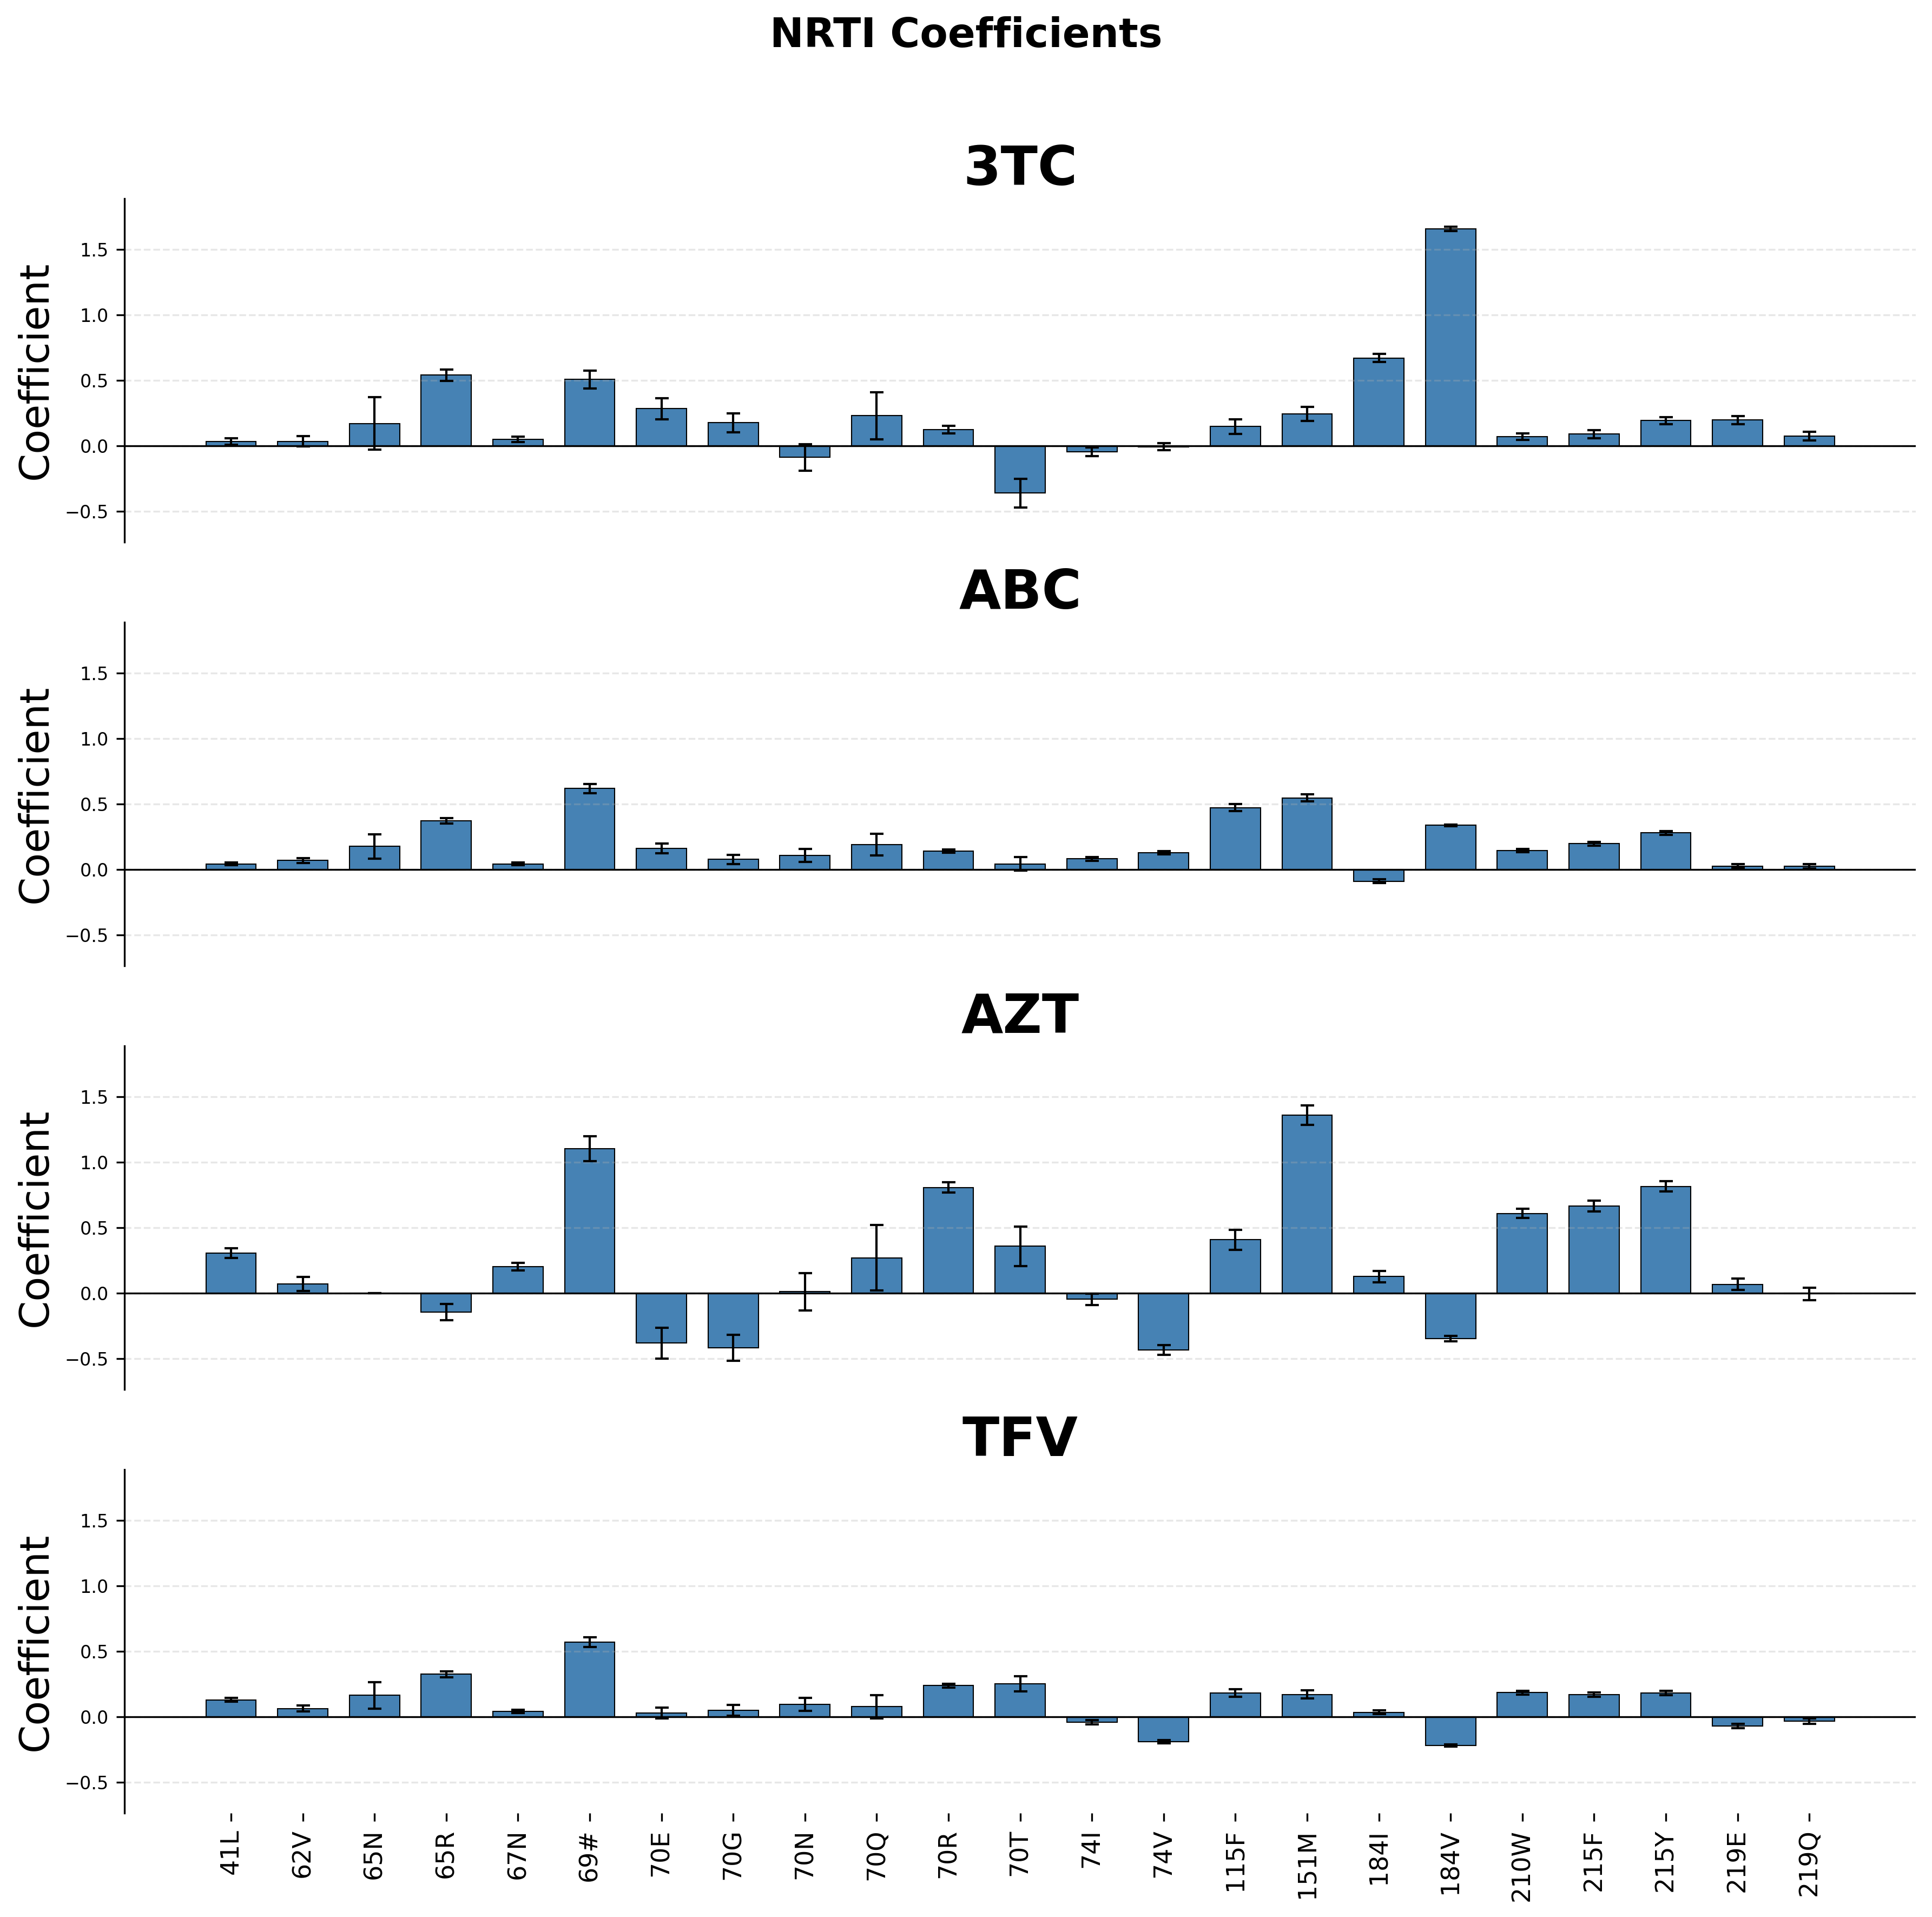 NRTI Coefficients
3TC
Coefficient
1.5
1.0
0.5
0.0
−0.5
ABC
Coefficient
1.5
1.0
0.5
0.0
−0.5
AZT
Coefficient
1.5
1.0
0.5
0.0
−0.5
TFV
Coefficient
1.5
1.0
0.5
0.0
−0.5
41L
62V
65N
65R
67N
69#
70E
70G
70N
70Q
70R
70T
74I
74V
115F
151M
184I
184V
210W
215F
215Y
219E
219Q